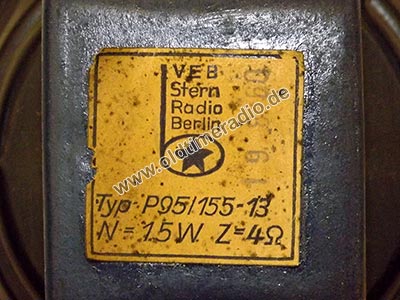 VEB
Stern
Radio
Berlin
Typ P95/155-13
N = 1.5W Z = 4Ω
www.oldtimeradio.de